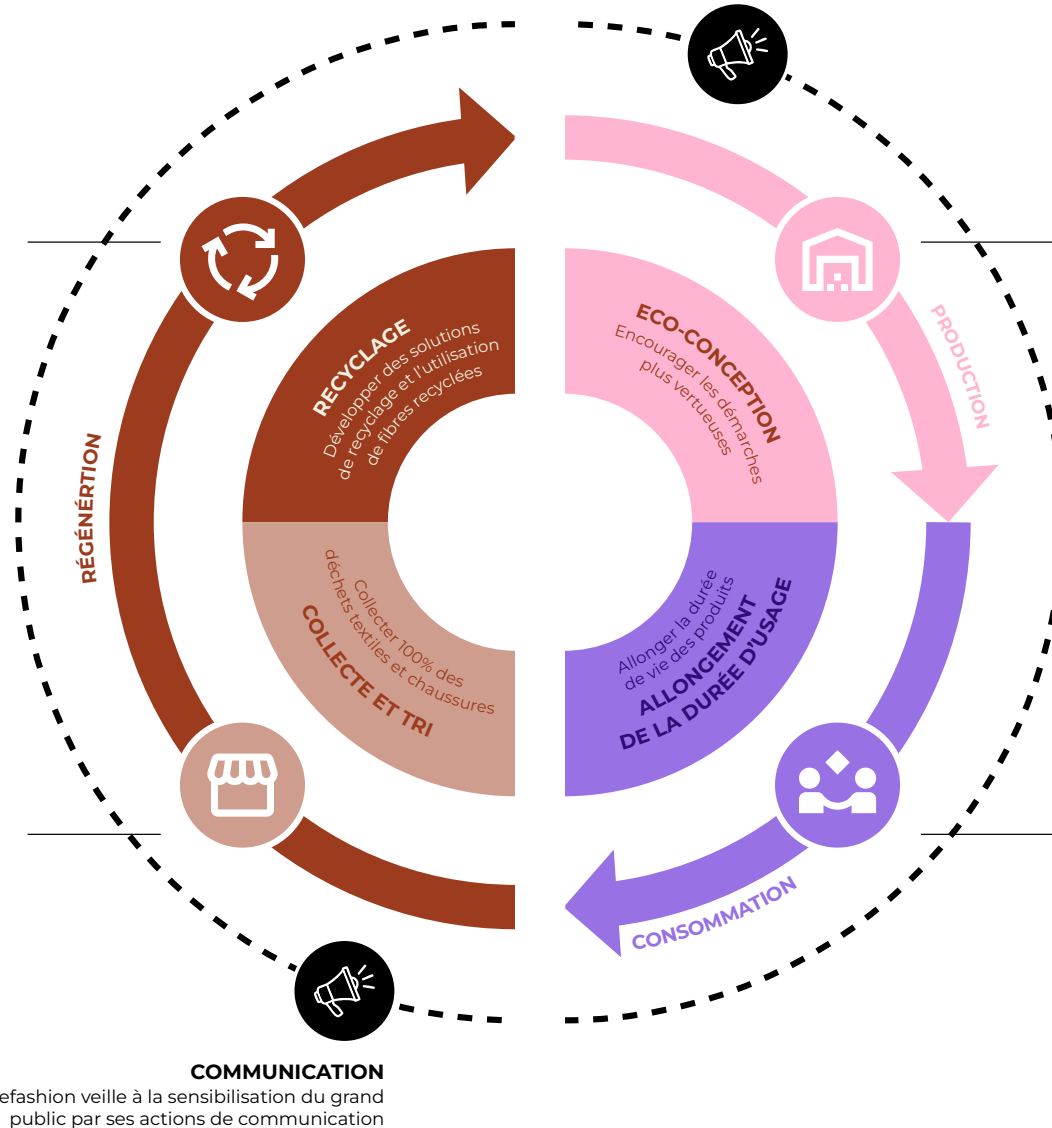 RECYCLAGE
Développer des solutions
de recyclage et l'utilisation
de fibres recyclées
ECO-CONCEPTION
Encourager les démarches
plus vertueuses
PRODUCTION
RÉGÉNÉRTION
Collecter 100% des
déchets textiles et chaussures
COLLECTE ET TRI
Allonger la durée
de vie des produits
ALLONGEMENT
DE LA DURÉE D'USAGE
CONSOMMATION
COMMUNICATION
efashion veille à la sensibilisation du grand
public par ses actions de communication